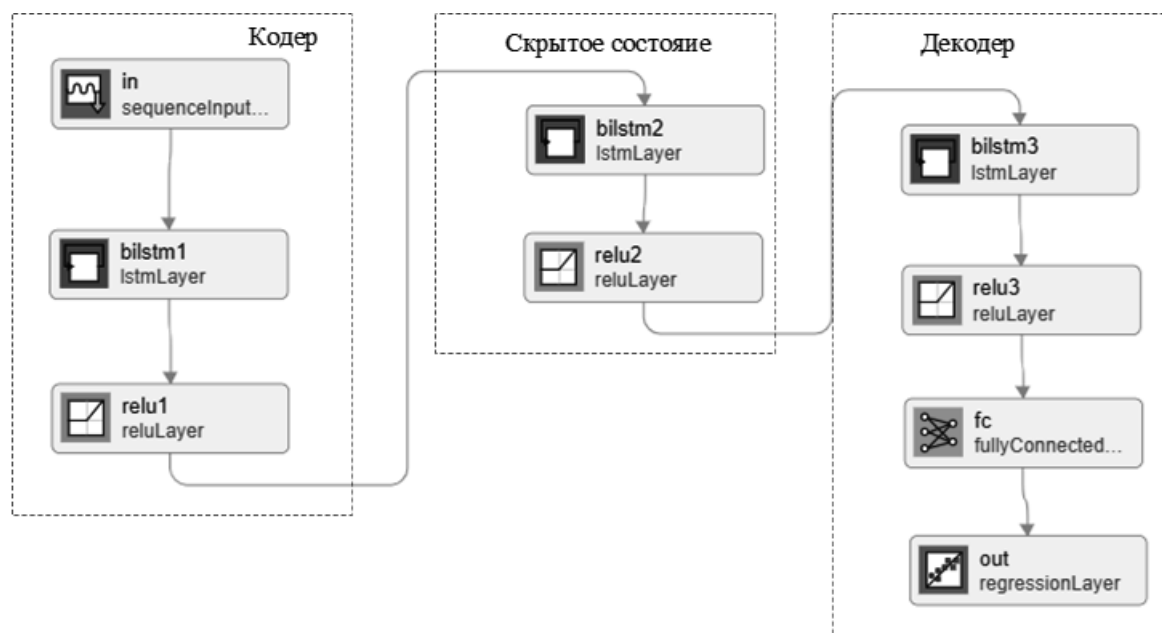 Кодер
in
sequenceInput...
bilstm1
lstmLayer
relu1
reluLayer
Скрытое состояие
bilstm2
lstmLayer
relu2
reluLayer
Декодер
bilstm3
lstmLayer
relu3
reluLayer
fc
fullyConnected...
out
regressionLayer